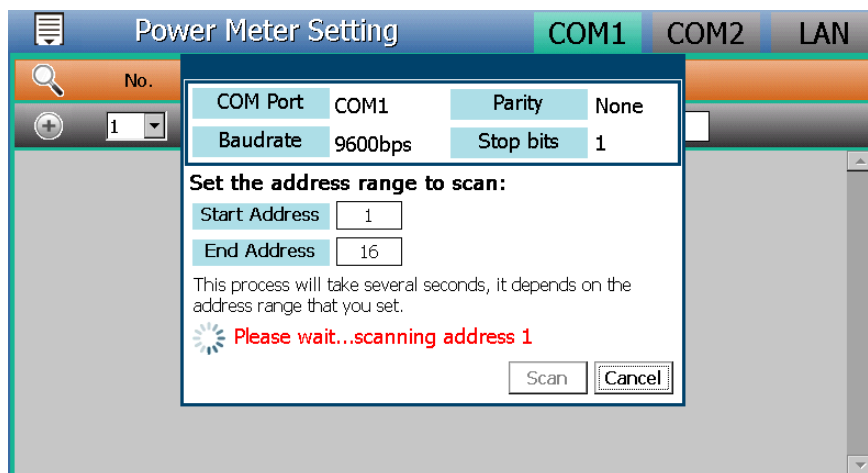 Power Meter Setting COM1 COM2 LAN
No.
1
COM Port COM1 Parity None
Baudrate 9600bps Stop bits 1
Set the address range to scan:
Start Address 1
End Address 16
This process will take several seconds, it depends on the
address range that you set.
Please wait...scanning address 1
Scan Cancel